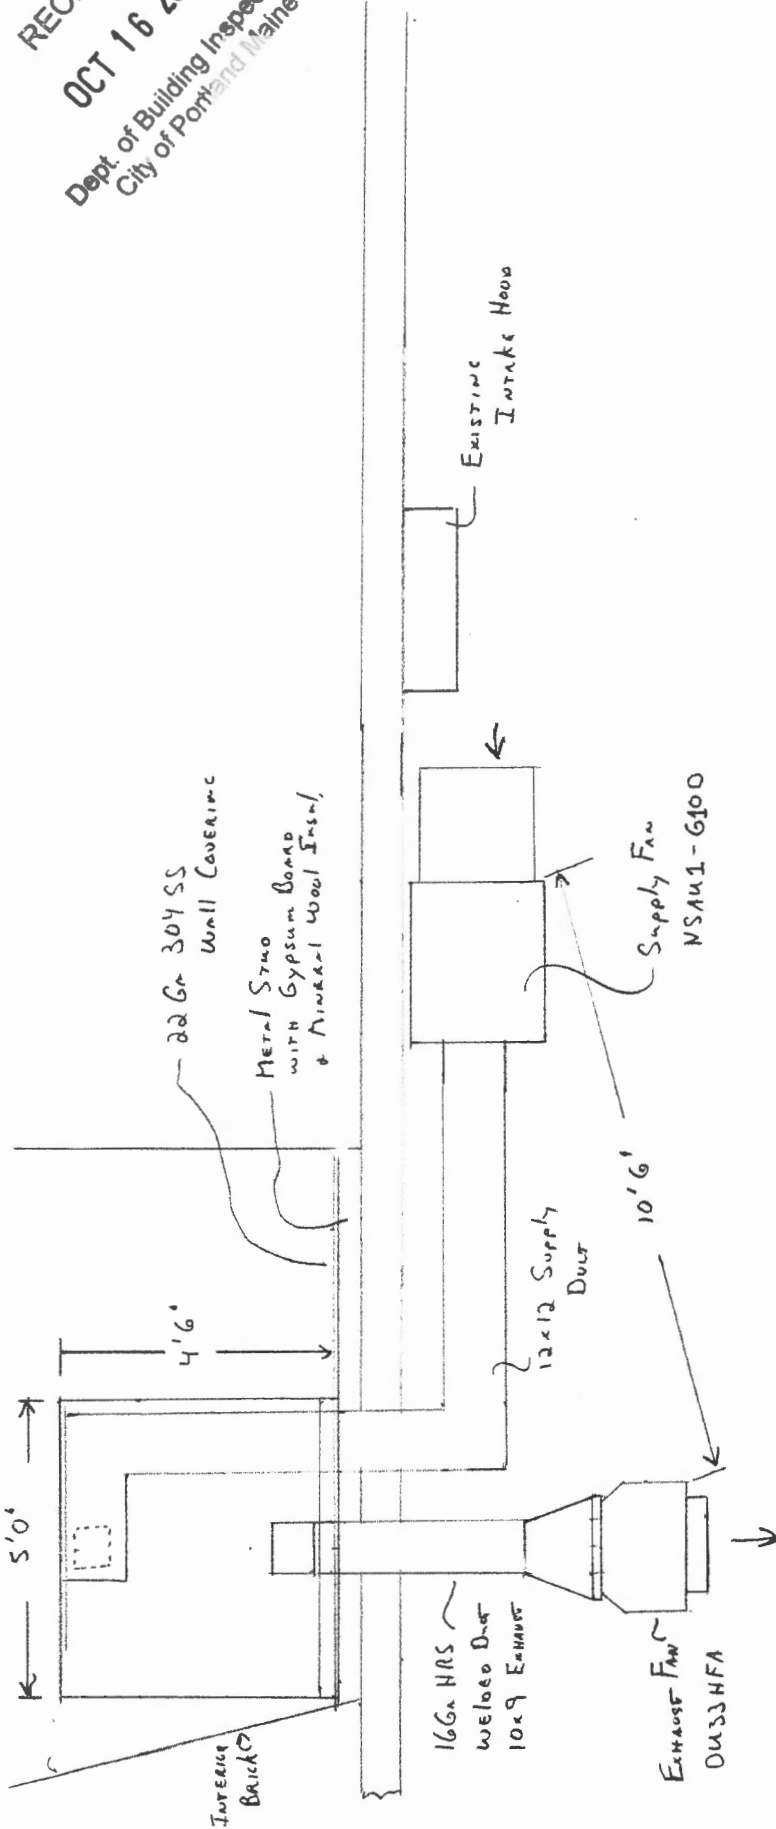 OCT 16
Dept. of Building Inspe
City of Portland Maine
5'0"
4'6"
22 Ga 304 SS
Wall Covering
Metal Stud
with Gypsum Board
& Mineral Wool Insul.
Existing
Intake Hood
Interior
Brick
16Ga HRS
Welded Duct
10x9 Exhaust
12x12 Supply
Duct
10'6"
Supply Fan
NSAU1-G10D
Exhaust Fan
DU33HFA